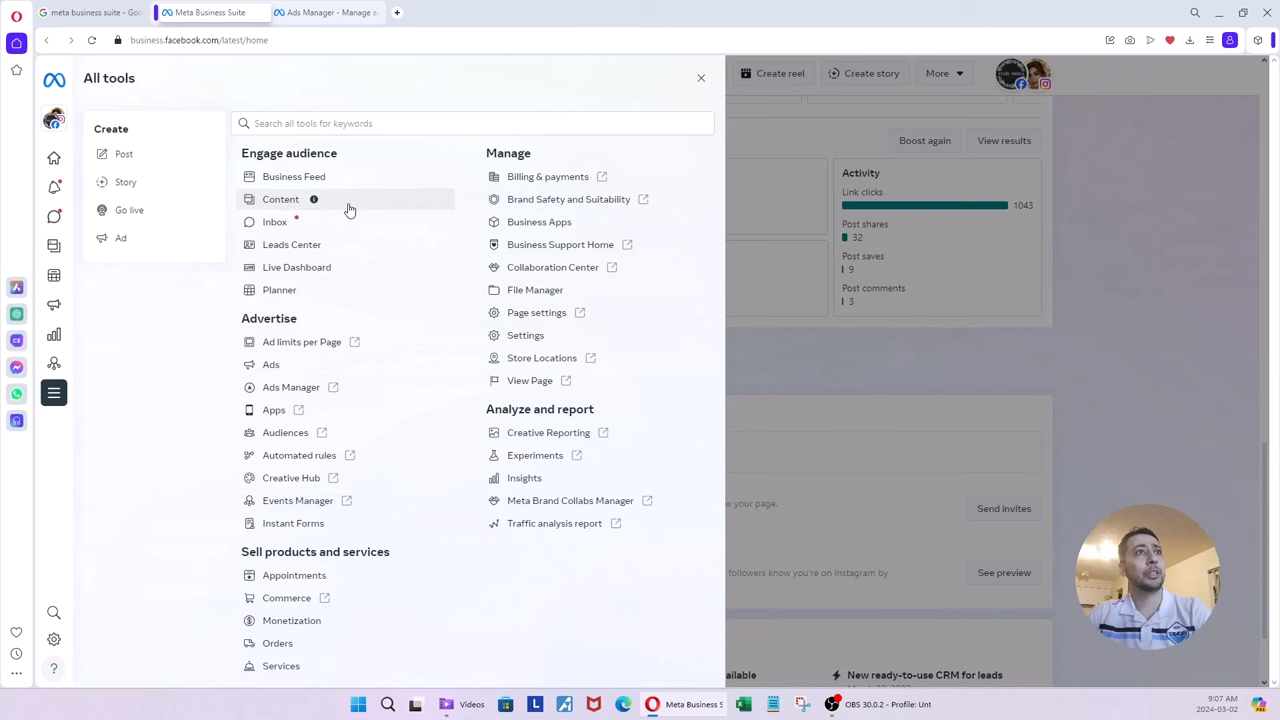 meta business suite - Goo
Meta Business Suite
Ads Manager - Manage a
business.facebook.com/latest/home
All tools
Create reel
Create story
More
Create
Post
Story
Go live
Ad
Search all tools for keywords
Engage audience
Business Feed
Content
Inbox
Leads Center
Live Dashboard
Planner
Advertise
Ad limits per Page
Ads
Ads Manager
Apps
Audiences
Automated rules
Creative Hub
Events Manager
Instant Forms
Sell products and services
Appointments
Commerce
Monetization
Orders
Services
Manage
Billing & payments
Brand Safety and Suitability
Business Apps
Business Support Home
Collaboration Center
File Manager
Page settings
Settings
Store Locations
View Page
Analyze and report
Creative Reporting
Experiments
Insights
Meta Brand Collabs Manager
Traffic analysis report
Boost again
View results
Activity
Link clicks
1043
Post shares
32
Post saves
9
Post comments
3
w your page.
Send invites
followers know you're on Instagram by
See preview
ailable
New ready-to-use CRM for leads
Videos
Meta Business S
OBS 30.0.2 - Profile: Unt
9:07 AM
2024-03-02